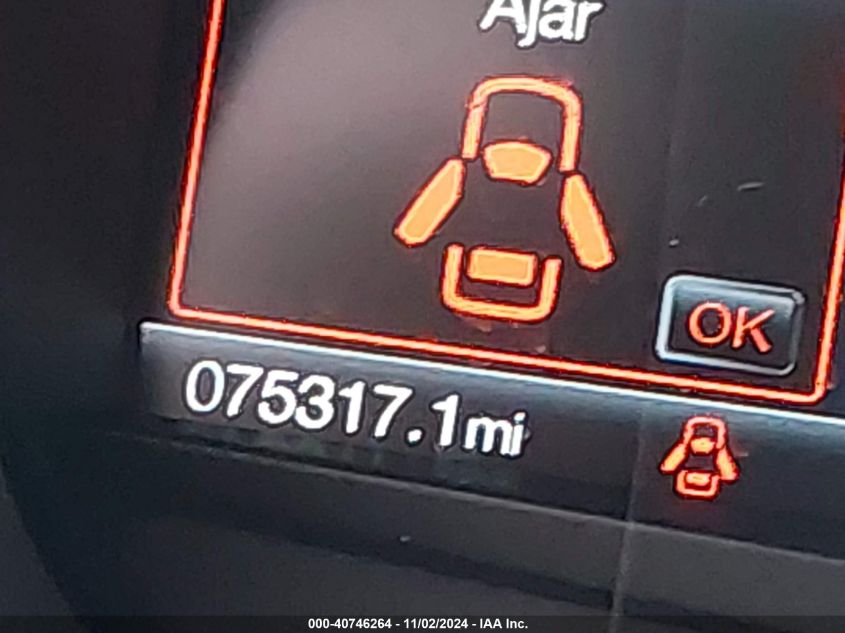 Ajar
OK
075317.1mi
000-40746264 - 11/02/2024 - IAA Inc.